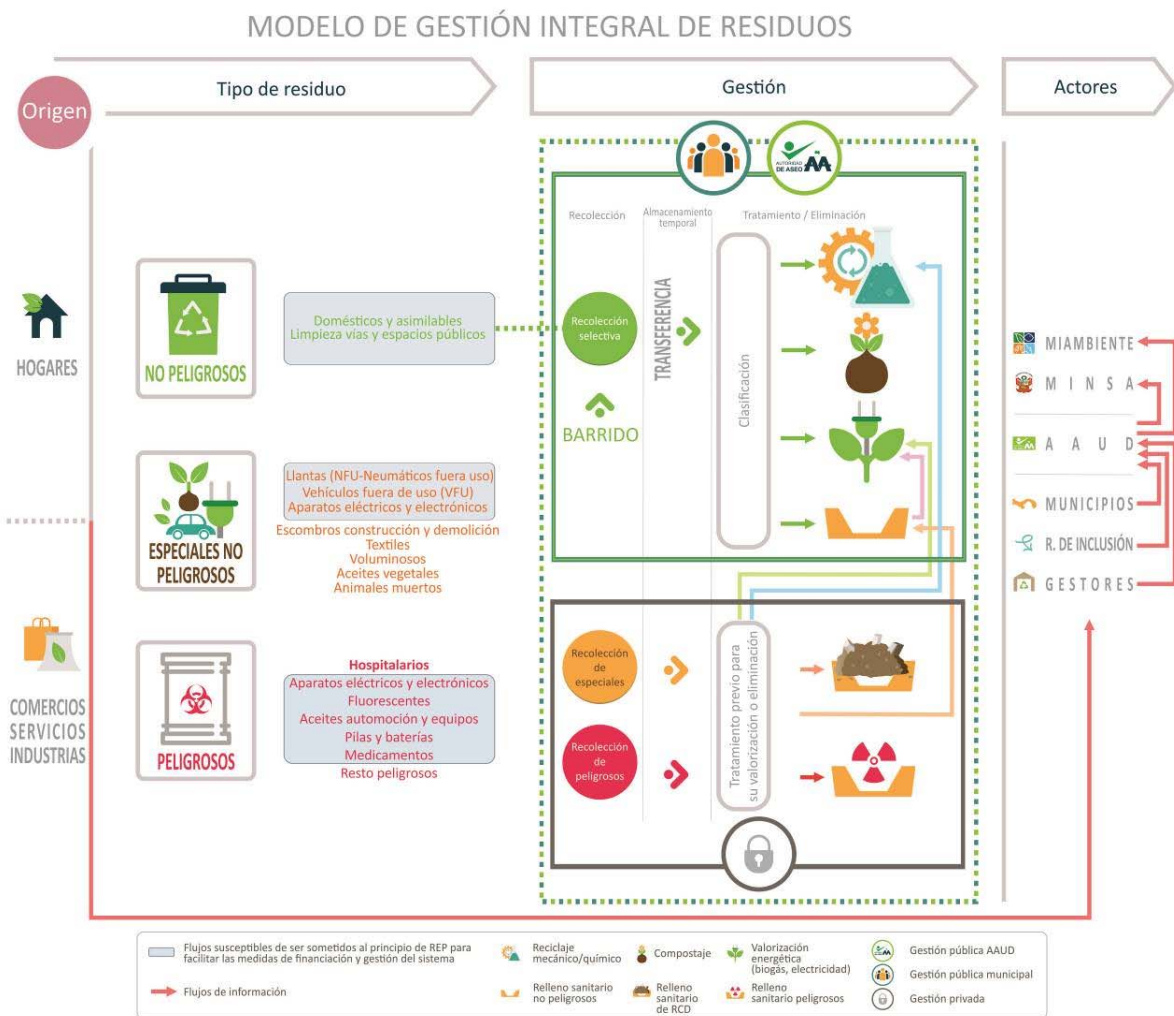 MODELO DE GESTIÓN INTEGRAL DE RESIDUOS
Origen
Tipo de residuo
Gestión
Actores
AUTORIDAD
DE ASEO
Recolección
Almacenamiento
temporal
Tratamiento / Eliminación
HOGARES
NO PELIGROSOS
Domésticos y asimilables
Limpieza vías y espacios públicos
Recolección
selectiva
TRANSFERENCIA
Clasificación
BARRIDO
ESPECIALES NO
PELIGROSOS
Llantas (NFU-Neumáticos fuera uso)
Vehículos fuera de uso (VFU)
Aparatos eléctricos y electrónicos
Escombros construcción y demolición
Textiles
Voluminosos
Aceites vegetales
Animales muertos
COMERCIOS
SERVICIOS
INDUSTRIAS
PELIGROSOS
Hospitalarios
Aparatos eléctricos y electrónicos
Fluorescentes
Aceites automoción y equipos
Pilas y baterías
Medicamentos
Resto peligrosos
Recolección
de
especiales
Recolección
de
peligrosos
Tratamiento previo para
su valorización o eliminación
MIAMBIENTE
MINSA
AAUD
MUNICIPIOS
R. DE INCLUSIÓN
GESTORES
Flujos susceptibles de ser sometidos al principio de REP para
facilitar las medidas de financiación y gestión del sistema
Flujos de información
Reciclaje
mecánico/químico
Compostaje
Valorización
energética
(biogás, electricidad)
Relleno sanitario
no peligrosos
Relleno
sanitario
de RCD
Relleno
sanitario peligrosos
Gestión pública AAUD
Gestión pública municipal
Gestión privada